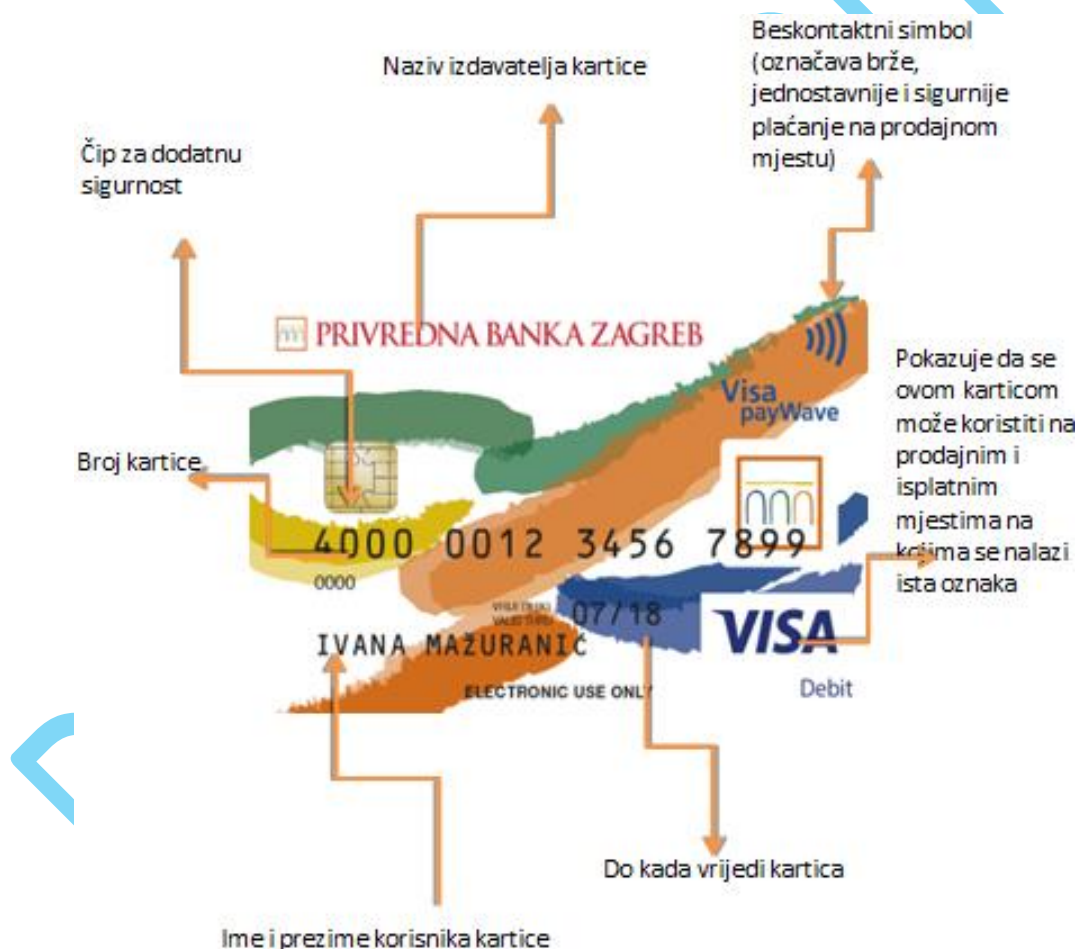 Beskontaktni simbol
(označava brže,
jednostavnije i sigurnije
plaćanje na prodajnom
mjestu)
Naziv izdavatelja kartice
Čip za dodatnu
sigurnost
PRIVREDNA BANKA ZAGREB
Visa
payWave
Pokazuje da se
ovom karticom
može koristiti na
prodajnim i
isplatnim
mjestima na
kojima se nalazi
ista oznaka
Broj kartice
4000 0012 3456 7899
0000
VALID THRU
07/18
IVANA MAŽURANIĆ
VISA
Debit
ELECTRONIC USE ONLY
Do kada vrijedi kartica
Ime i prezime korisnika kartice